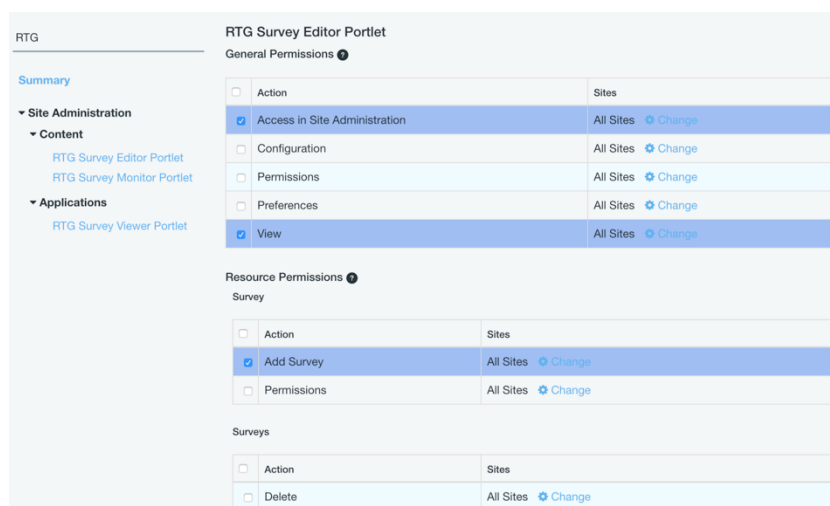 RTG
Summary
Site Administration
Content
RTG Survey Editor Portlet
RTG Survey Monitor Portlet
Applications
RTG Survey Viewer Portlet
RTG Survey Editor Portlet
General Permissions ?
Action Sites
Access in Site Administration All Sites Change
Configuration All Sites Change
Permissions All Sites Change
Preferences All Sites Change
View All Sites Change
Resource Permissions ?
Survey
Action Sites
Add Survey All Sites Change
Permissions All Sites Change
Surveys
Action Sites
Delete All Sites Change